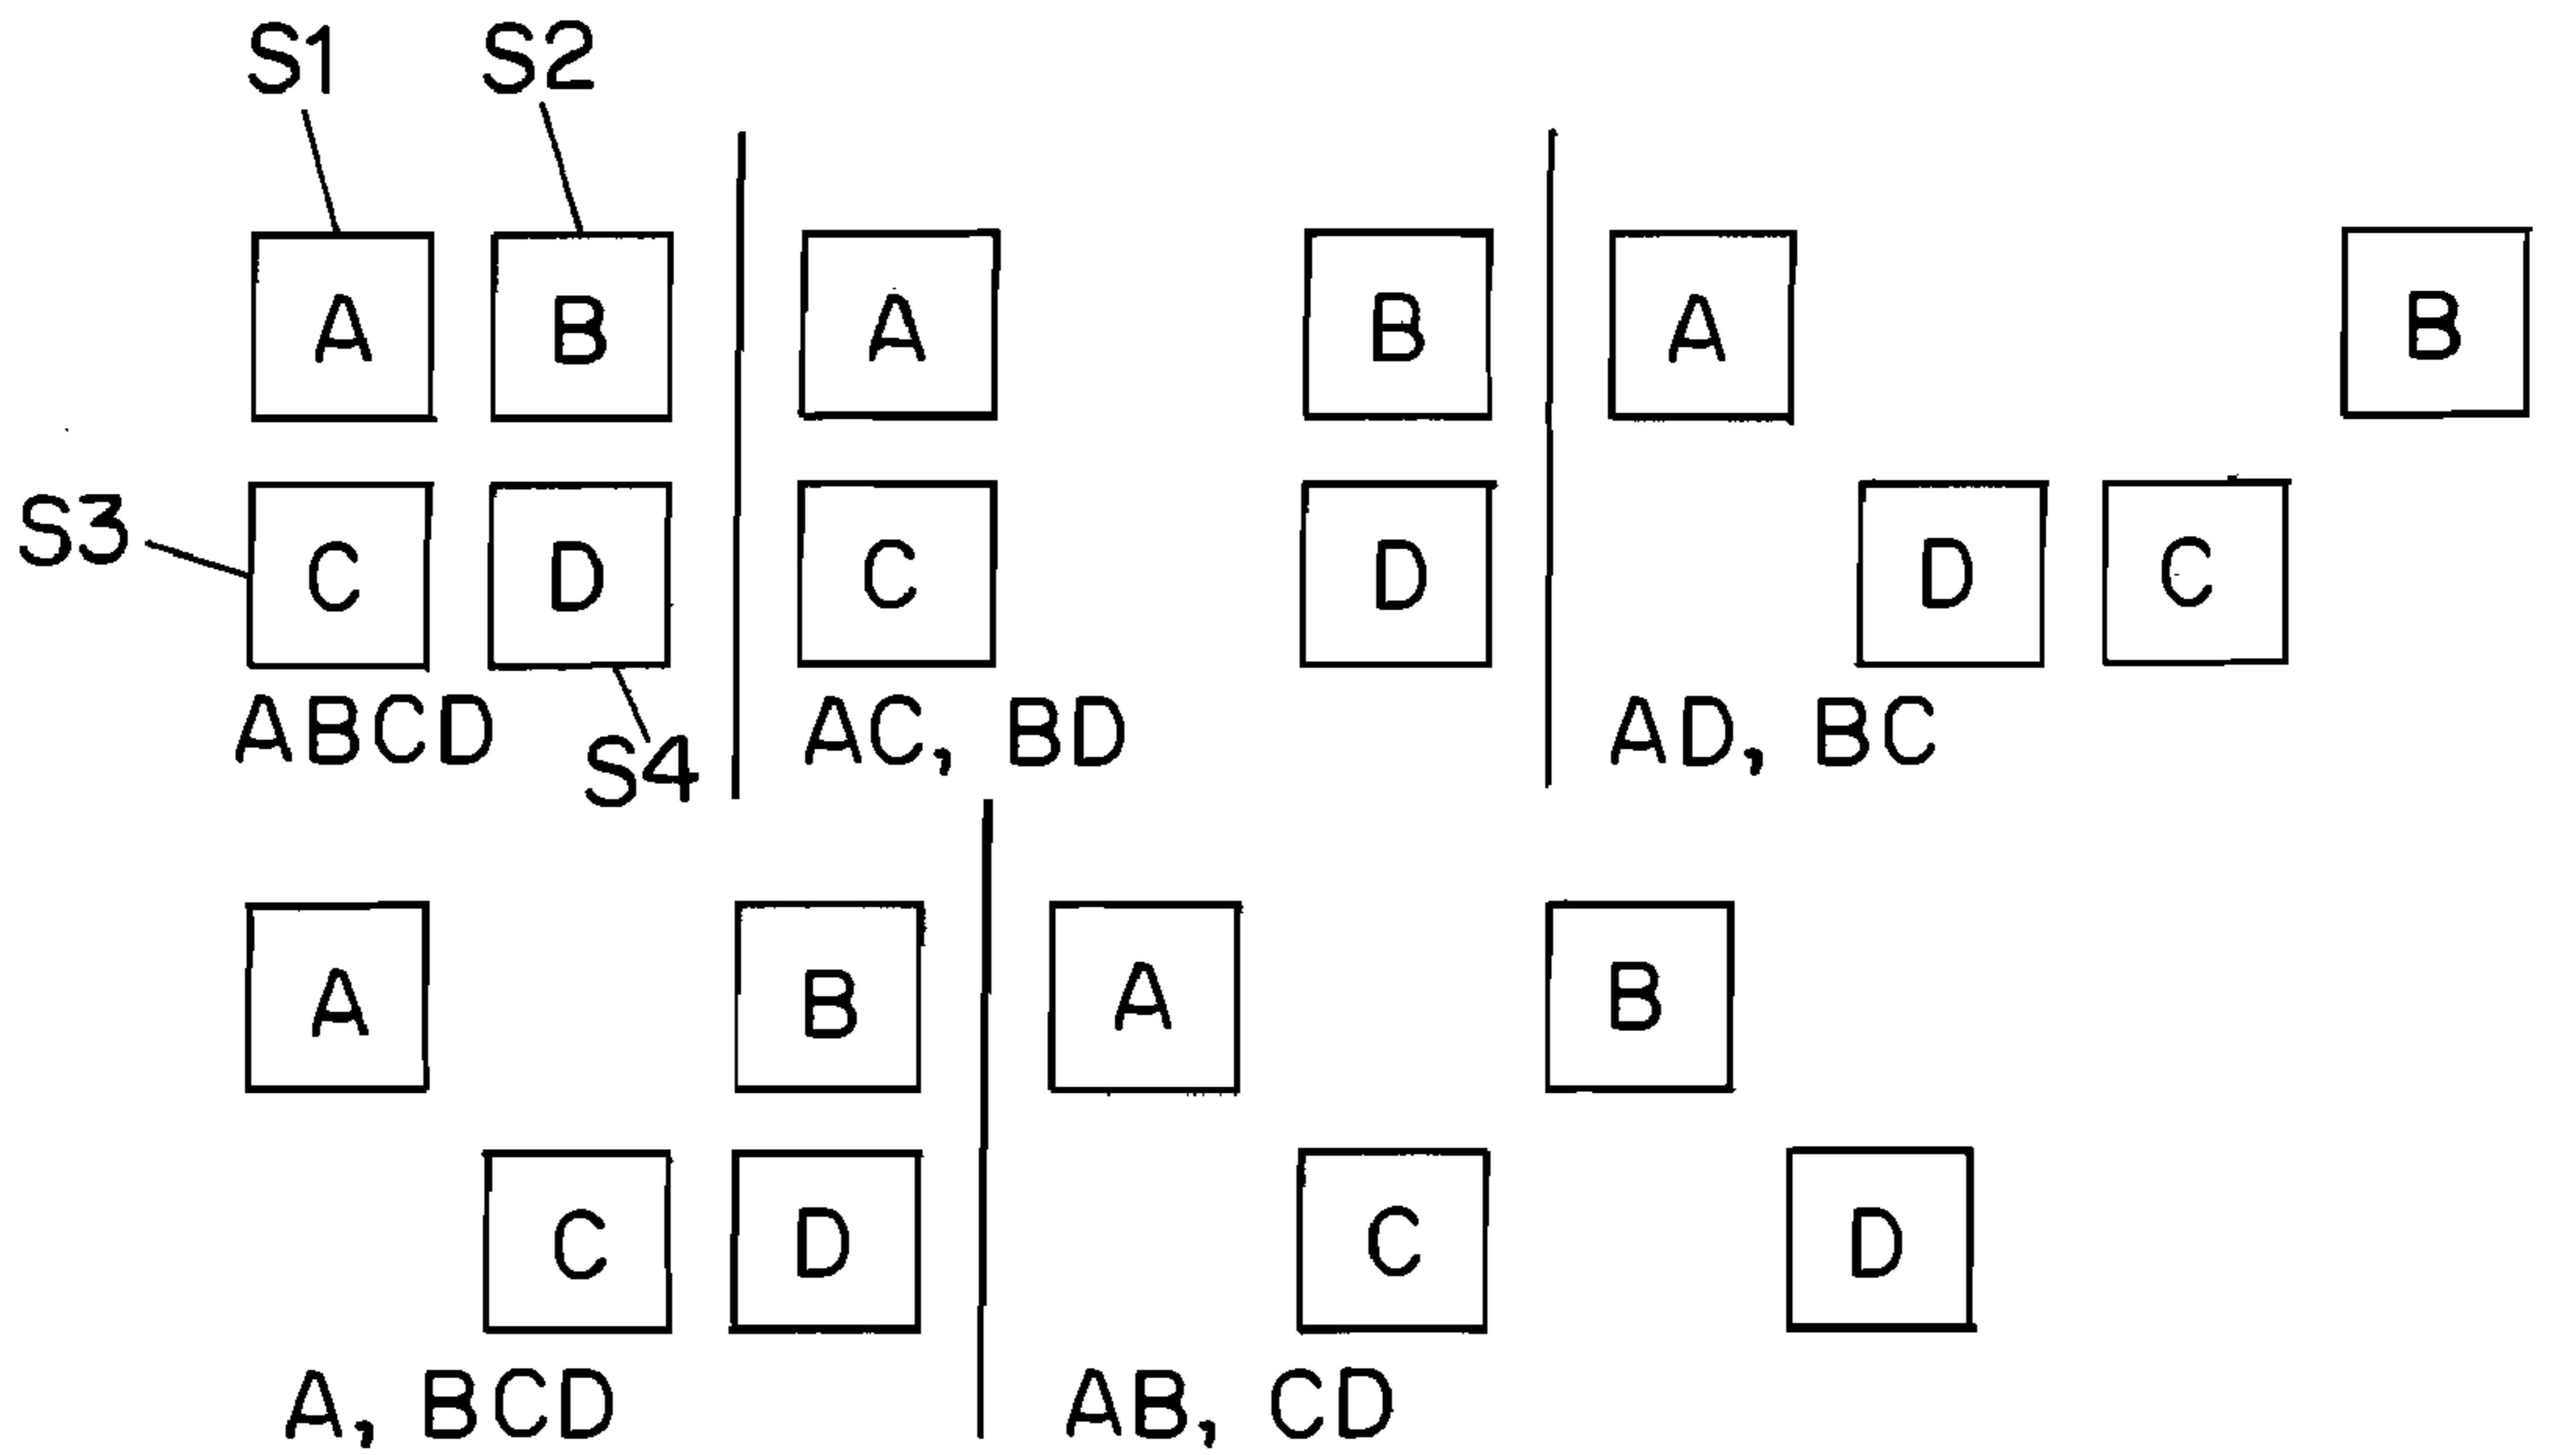 S1 S2
A B A B A B
S3 C D C D D C
ABCD S4 AC, BD AD, BC
A B A B
C D C D
A, BCD AB, CD